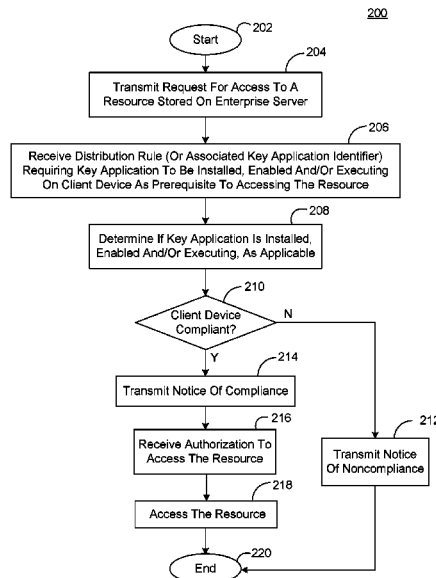 200
202
Start
204
Transmit Request For Access To A
Resource Stored On Enterprise Server
206
Receive Distribution Rule (Or Associated Key Application Identifier)
Requiring Key Application To Be Installed, Enabled And/Or Executing
On Client Device As Prerequisite To Accessing The Resource
208
Determine If Key Application Is Installed,
Enabled And/Or Executing, As Applicable
210
Client Device
Compliant?
N
Y
214
Transmit Notice Of Compliance
216
Receive Authorization To
Access The Resource
212
Transmit Notice
Of Noncompliance
218
Access The Resource
End
220